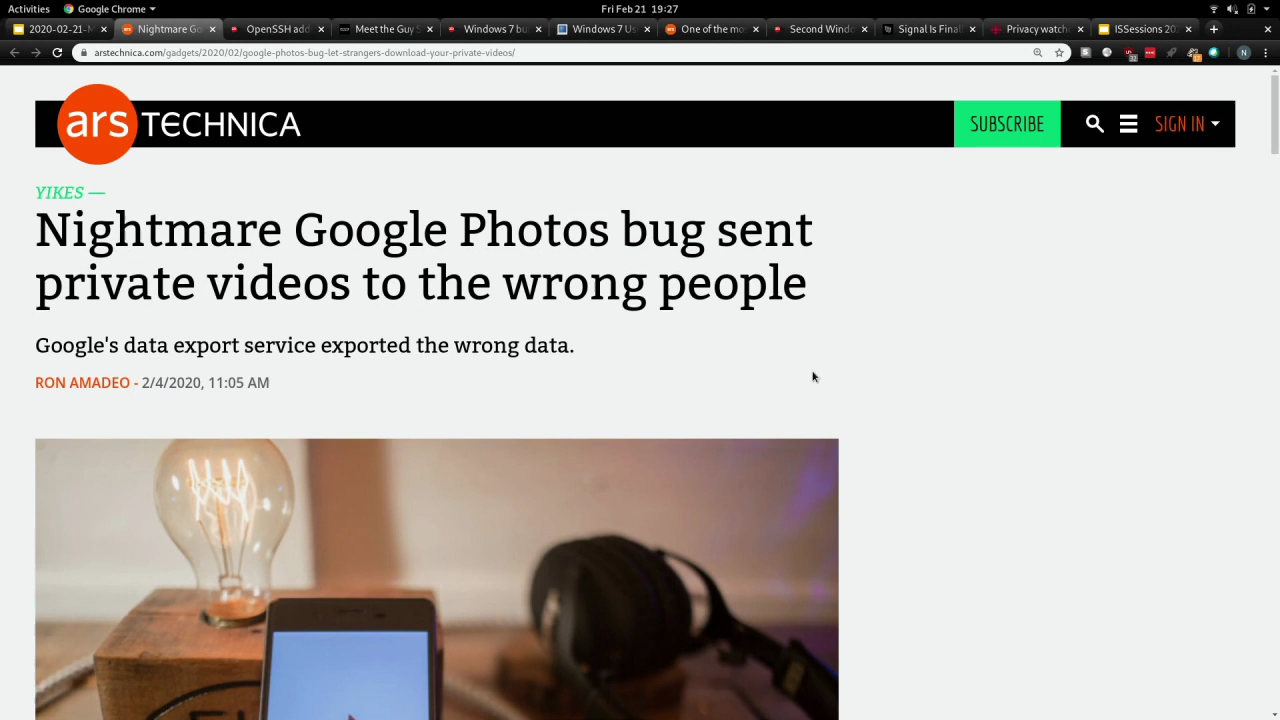 Activities Google Chrome Fri Feb 21 19:27
2020-02-21-M Nightmare Go OpenSSH add Meet the Guy Windows 7 bu Windows 7 Us One of the mo Second Windo Signal Is Final Privacy watch ISSessions 202
arstechnica.com/gadgets/2020/02/google-photos-bug-let-strangers-download-your-private-videos/
ars TECHNICA SUBSCRIBE SIGN IN
YIKES —
Nightmare Google Photos bug sent
private videos to the wrong people
Google's data export service exported the wrong data.
RON AMADEO - 2/4/2020, 11:05 AM